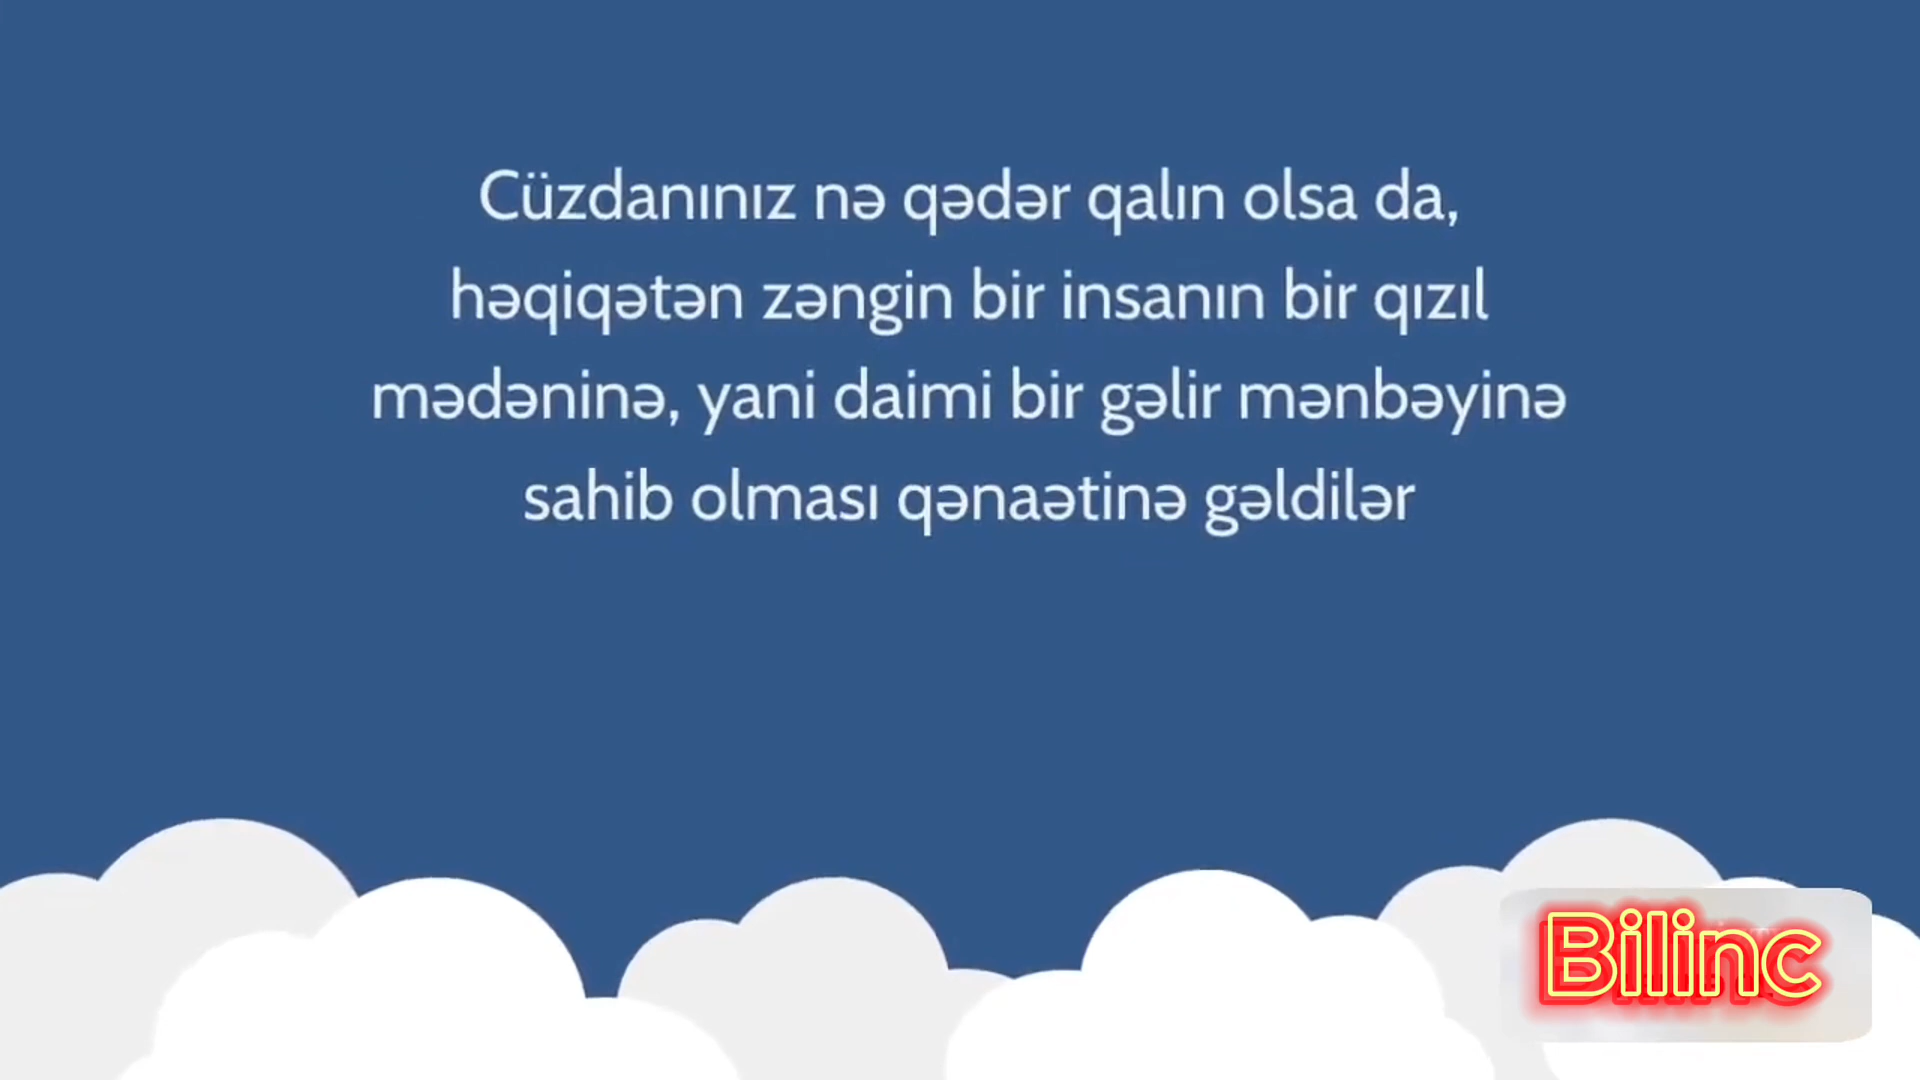 Cüzdanınız nə qədər qalın olsa da,
həqiqətən zəngin bir insanın bir qızıl
mədəninə, yani daimi bir gəlir mənbəyinə
sahib olması qənaətinə gəldilər
Bilinc